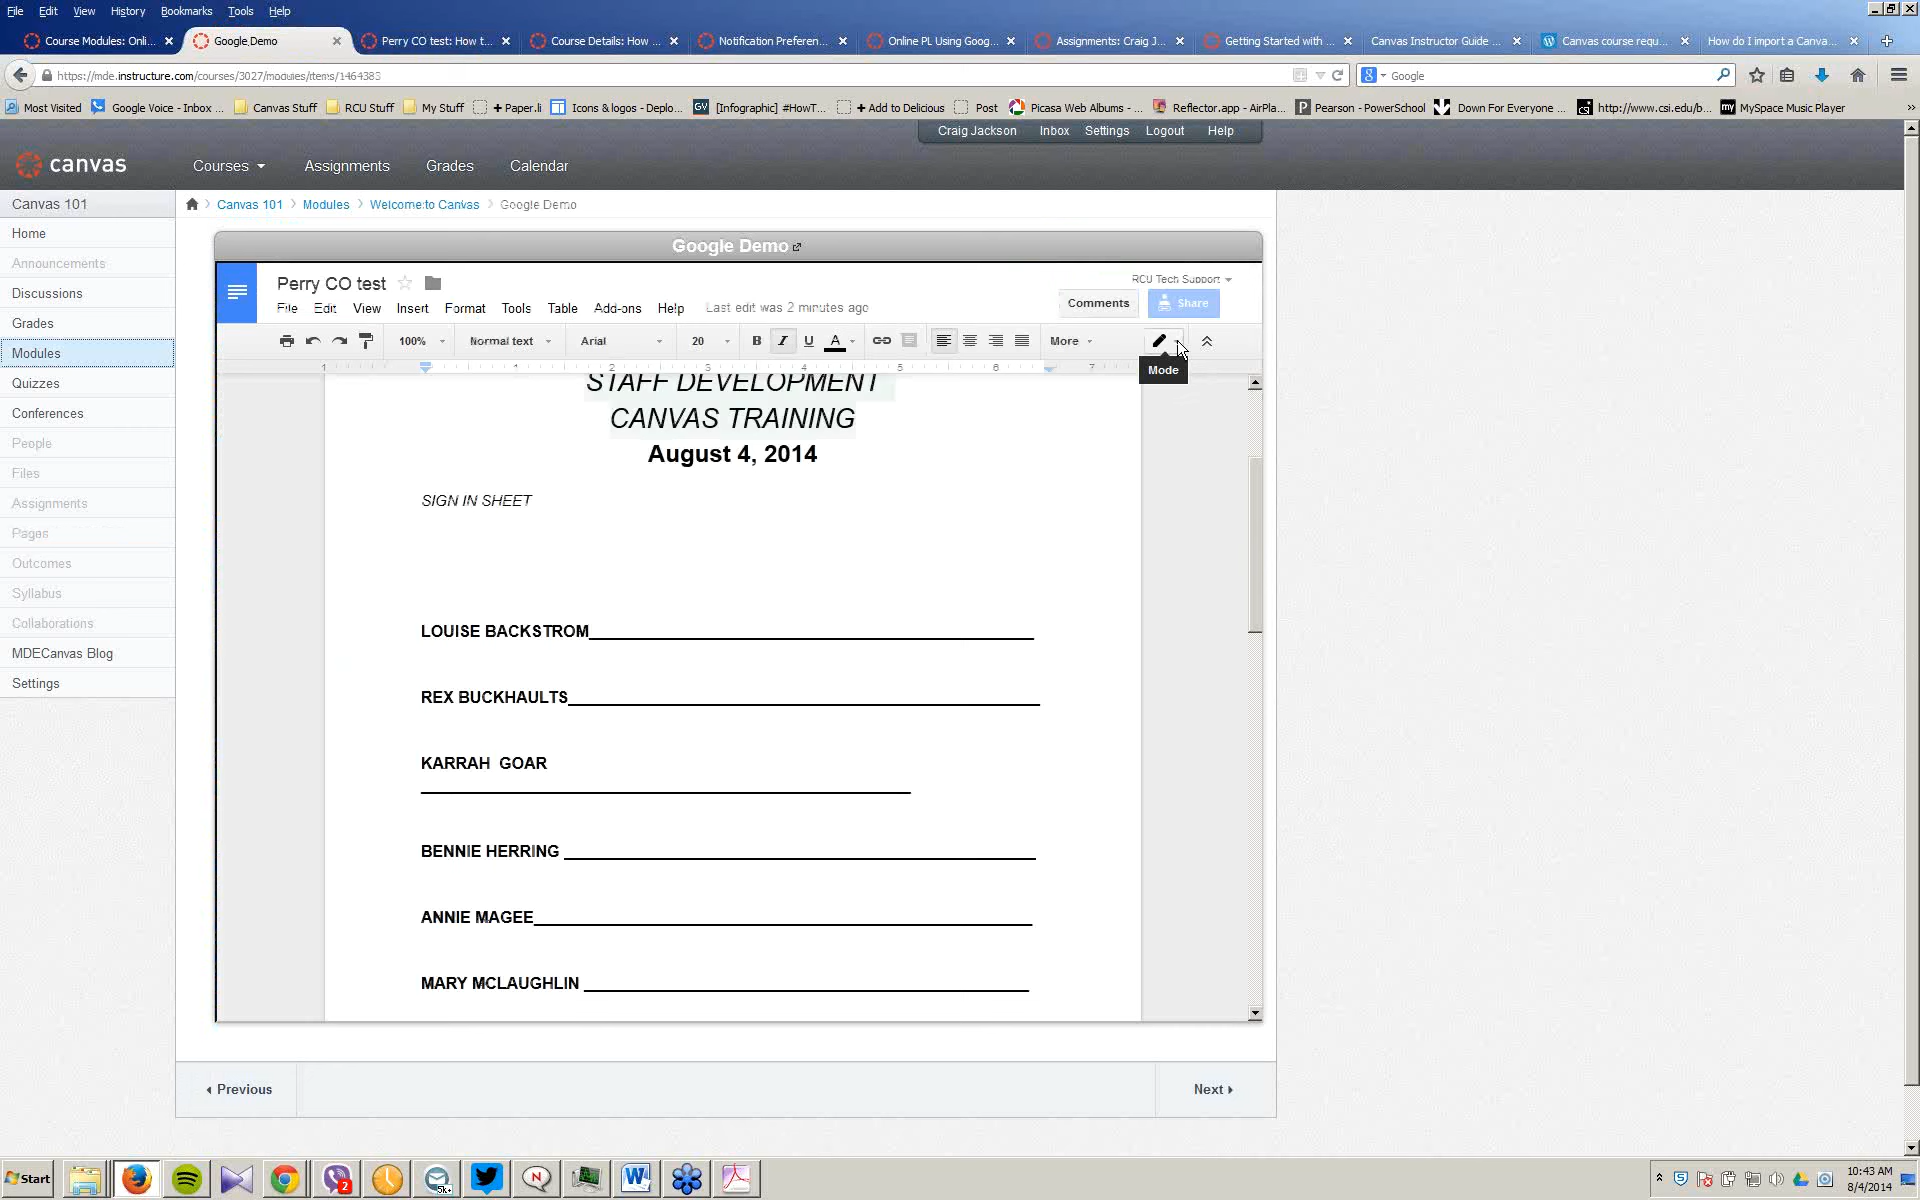 File Edit View History Bookmarks Tools Help
Course Modules: Onli...
Google Demo
Perry CO test: How t...
Course Details: How ...
Notification Preferen...
Online PL Using Goog...
Assignments: Craig J...
Getting Started with ...
Canvas Instructor Guide ...
Canvas course requ...
How do I import a Canva...
https://mde.instructure.com/courses/3027/modules/items/1464383
Google
Most Visited
Google Voice - Inbox ...
Canvas Stuff
RCU Stuff
My Stuff
+ Paper.li
Icons & logos - Deplo...
[Infographic] #HowT...
+ Add to Delicious
Post
Picasa Web Albums - ...
Reflector.app - AirPla...
Pearson - PowerSchool
Down For Everyone ...
http://www.csi.edu/b...
MySpace Music Player
Craig Jackson Inbox Settings Logout Help
canvas
Courses Assignments Grades Calendar
Canvas 101
Home
Announcements
Discussions
Grades
Modules
Quizzes
Conferences
People
Files
Assignments
Pages
Outcomes
Syllabus
Collaborations
MDECanvas Blog
Settings
Canvas 101 Modules Welcome to Canvas Google Demo
Google Demo
Perry CO test
RCU Tech Support
File Edit View Insert Format Tools Table Add-ons Help Last edit was 2 minutes ago
Comments Share
100% Normal text Arial 20 B I U A More
Mode
1 1 2 3 4 5 6 7
STAFF DEVELOPMENT
CANVAS TRAINING
August 4, 2014
SIGN IN SHEET
LOUISE BACKSTROM
REX BUCKHAULTS
KARRAH GOAR
BENNIE HERRING
ANNIE MAGEE
MARY MCLAUGHLIN
Previous
Next
Start
2
5k+
10:43 AM
8/4/2014